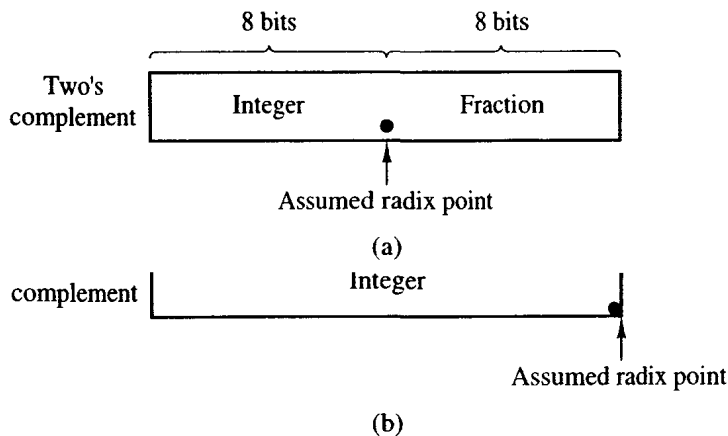 8 bits 8 bits
Two's
complement
Integer Fraction
Assumed radix point
(a)
Integer
complement
Assumed radix point
(b)